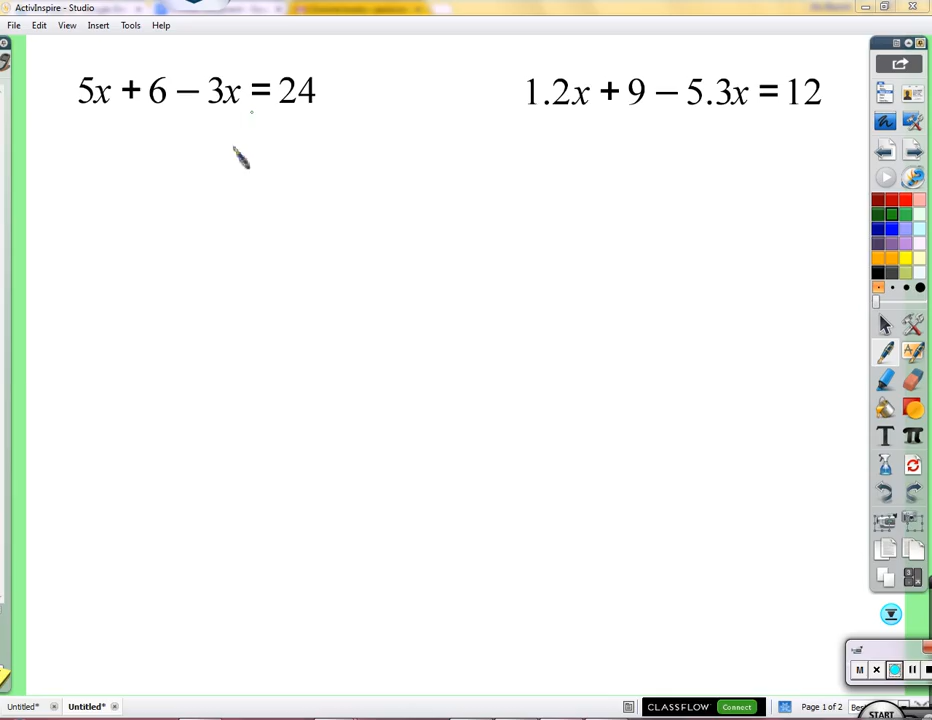 ActivInspire - Studio
File Edit View Insert Tools Help
5x + 6 − 3x = 24
1.2x + 9 − 5.3x = 12
T π
M
Untitled* Untitled*
CLASSFLOW Connect
Page 1 of 2
START